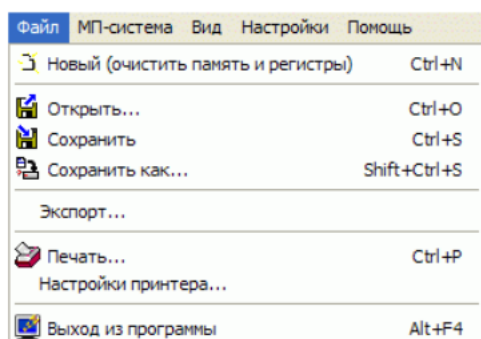 Файл МП-система Вид Настройки Помощь
Новый (очистить память и регистры) Ctrl+N
Открыть... Ctrl+O
Сохранить Ctrl+S
Сохранить как... Shift+Ctrl+S
Экспорт...
Печать... Ctrl+P
Настройки принтера...
Выход из программы Alt+F4